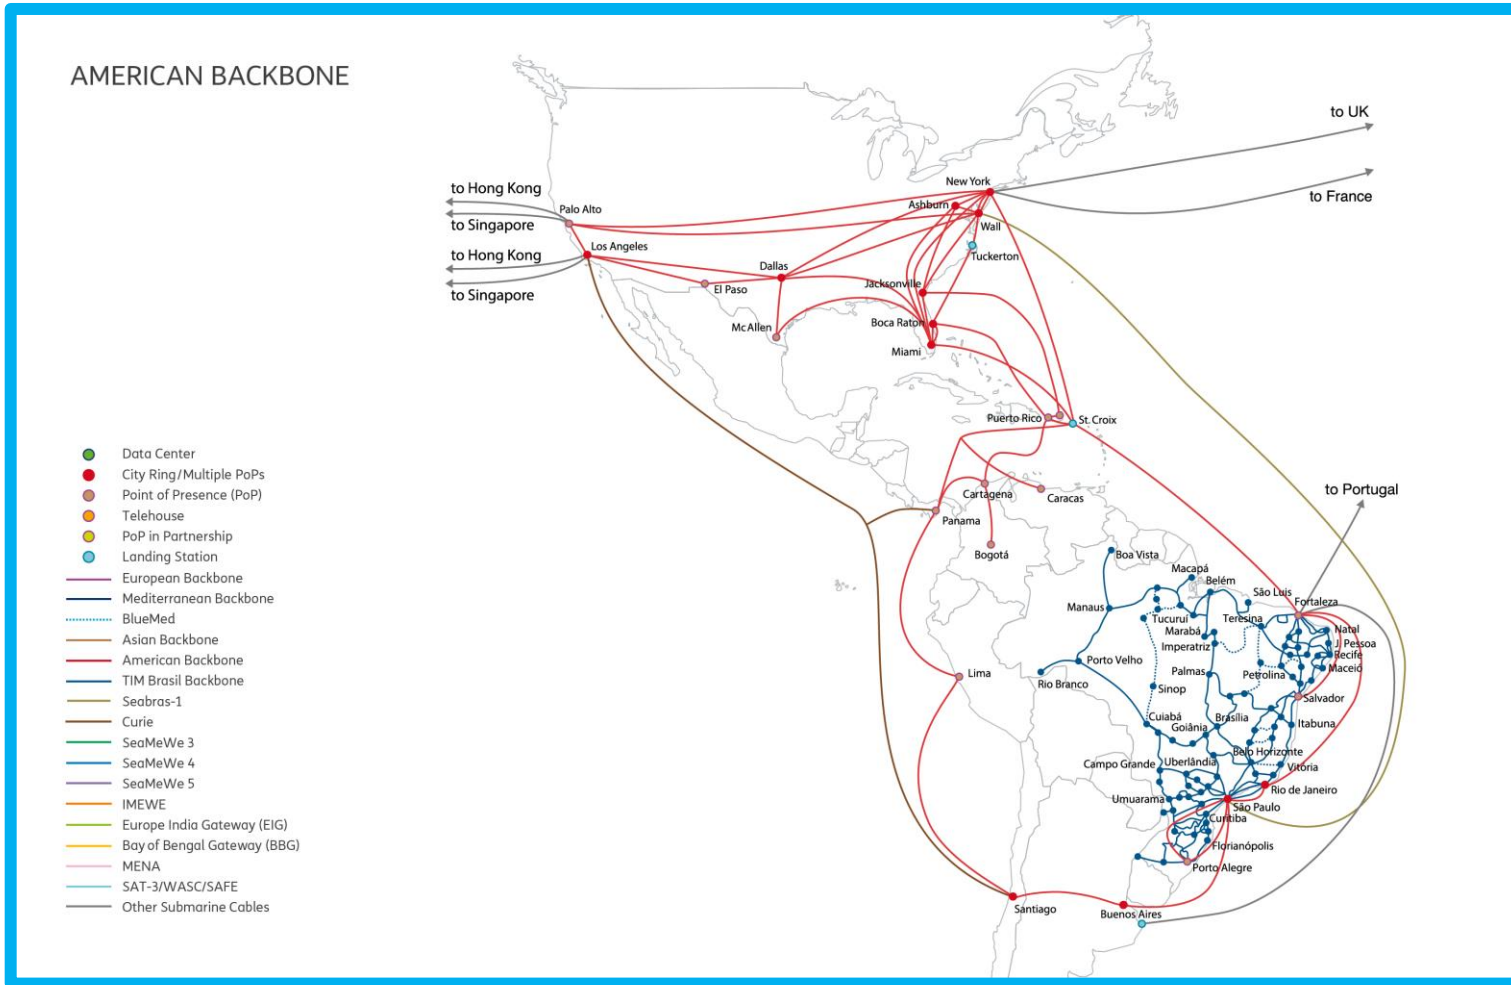 AMERICAN BACKBONE
to UK
to Hong Kong
New York
to France
Palo Alto
Ashburn
to Singapore
Wall
Los Angeles
to Hong Kong
Tuckerton
Dallas
to Singapore
El Paso
Jacksonville
Mc Allen
Boca Raton
Miami
Puerto Rico
St. Croix
Data Center
City Ring/Multiple PoPs
Point of Presence (PoP)
Telehouse
PoP in Partnership
Landing Station
European Backbone
Mediterranean Backbone
BlueMed
Asian Backbone
American Backbone
TIM Brasil Backbone
Seabras-1
Curie
SeaMeWe 3
SeaMeWe 4
SeaMeWe 5
IMEWE
Europe India Gateway (EIG)
Bay of Bengal Gateway (BBG)
MENA
SAT-3/WASC/SAFE
Other Submarine Cables
to Portugal
Cartagena
Caracas
Panama
Bogotá
Boa Vista
Macapá
Belém
São Luis
Fortaleza
Manaus
Tucuruí
Teresina
Marabá
Natal
Imperatriz
J. Pessoa
Recife
Porto Velho
Maceió
Lima
Palmas
Petrolina
Rio Branco
Sinop
Salvador
Cuiabá
Brasília
Goiânia
Itabuna
Belo Horizonte
Campo Grande
Uberlândia
Vitória
Rio de Janeiro
Umuarama
São Paulo
Curitiba
Florianópolis
Porto Alegre
Santiago
Buenos Aires